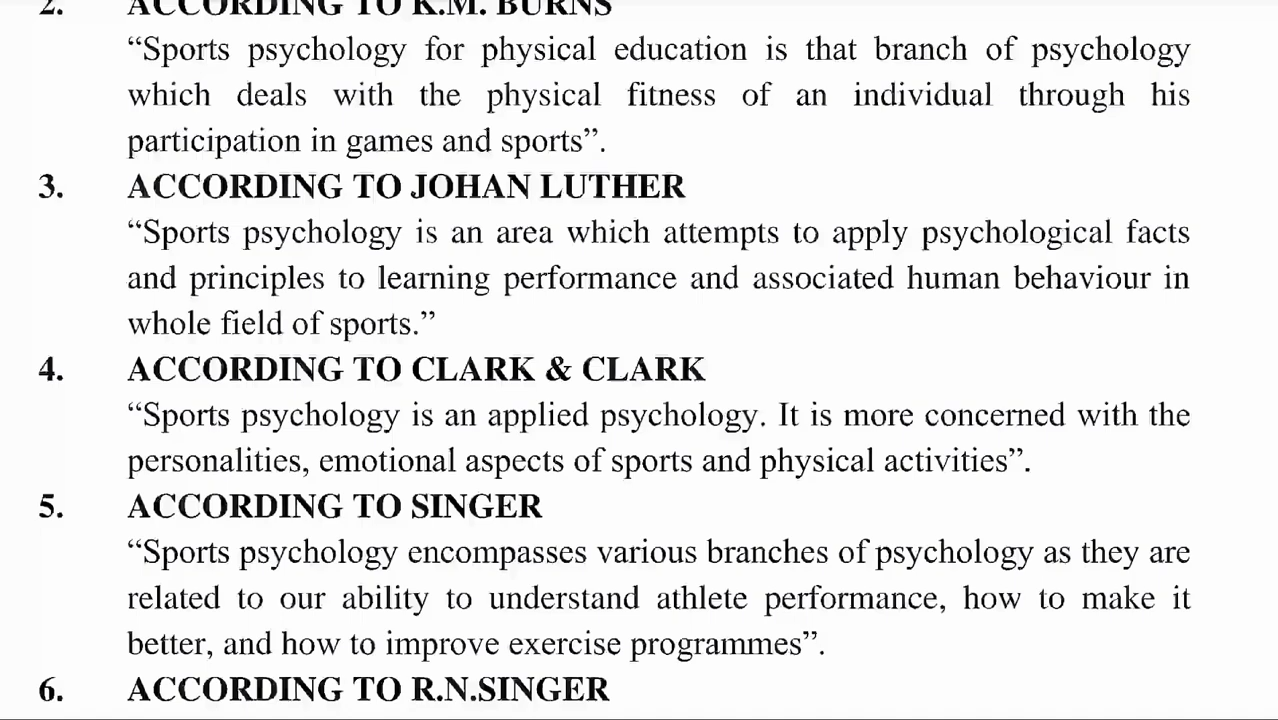 2. ACCORDING TO K.M. BURNS
“Sports psychology for physical education is that branch of psychology
which deals with the physical fitness of an individual through his
participation in games and sports”.
3. ACCORDING TO JOHAN LUTHER
“Sports psychology is an area which attempts to apply psychological facts
and principles to learning performance and associated human behaviour in
whole field of sports.”
4. ACCORDING TO CLARK & CLARK
“Sports psychology is an applied psychology. It is more concerned with the
personalities, emotional aspects of sports and physical activities”.
5. ACCORDING TO SINGER
“Sports psychology encompasses various branches of psychology as they are
related to our ability to understand athlete performance, how to make it
better, and how to improve exercise programmes”.
6. ACCORDING TO R.N.SINGER